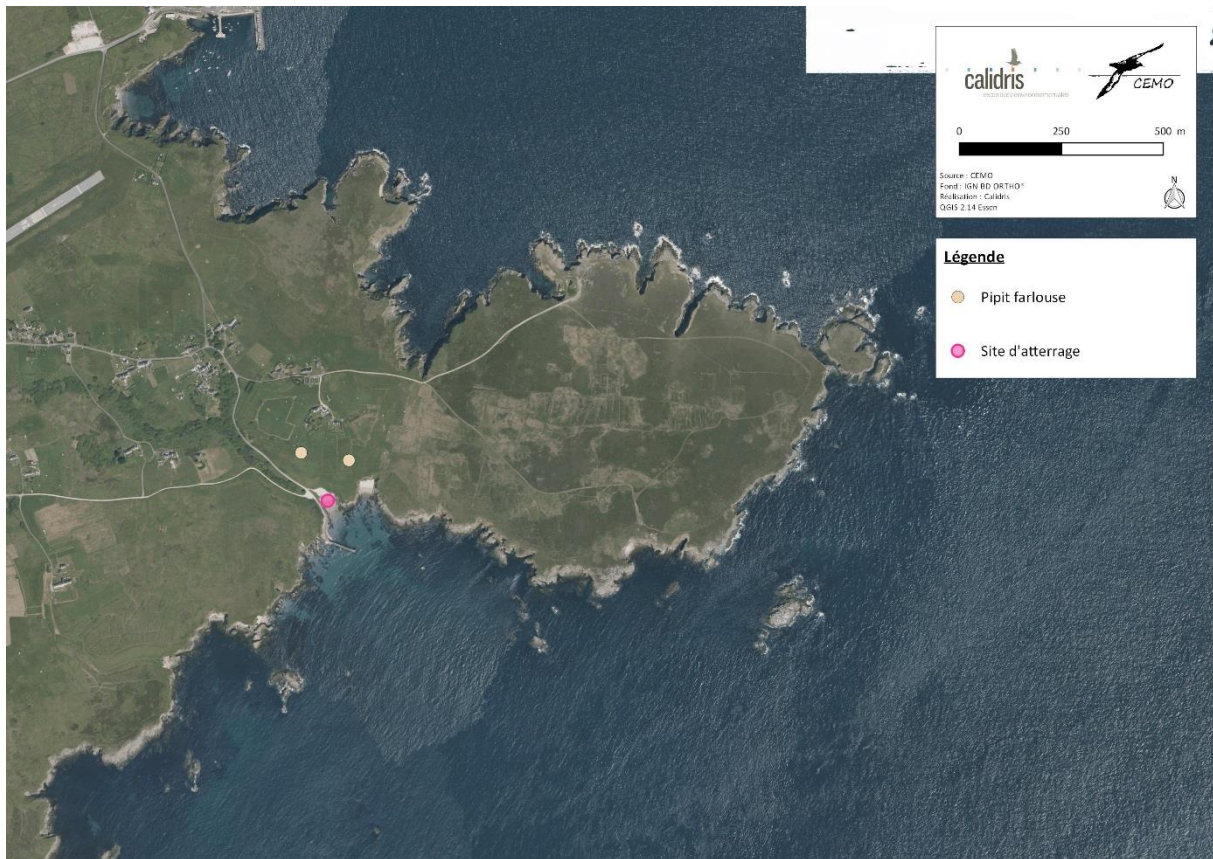 calidris
CEMO
0 250 500 m
Source : CEMO
Fond : IGN BD ORTHO®
Réalisation : Calidris
QGIS 2.14 Essen
N
Légende
Pipit farlouse
Site d'atterrage